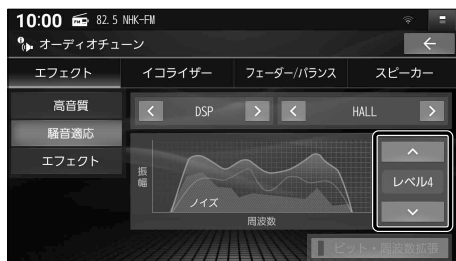 10:00 FM 82.5 NHK-FM
オーディオチューン
エフェクト イコライザー フェーダー/バランス スピーカー
高音質
DSP HALL
騒音適応
エフェクト
振幅
レベル4
ノイズ
周波数
ビット・周波数拡張